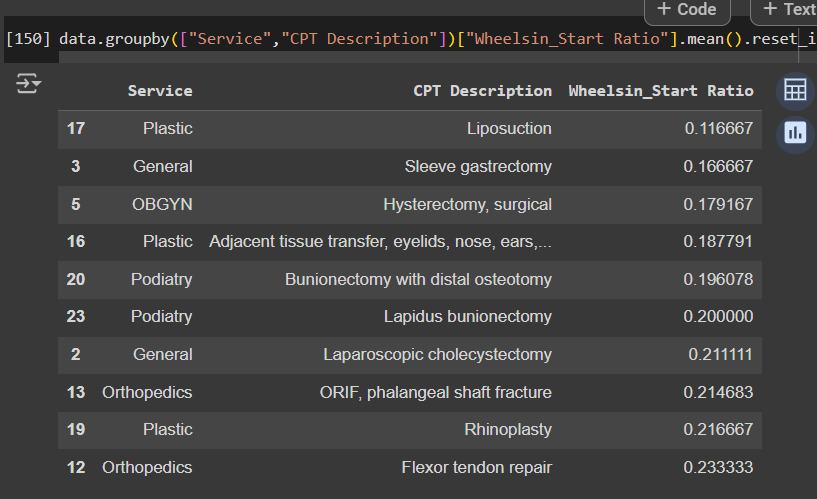 + Code + Text
[150] data.groupby(["Service","CPT Description"])["Wheelsin_Start Ratio"].mean().reset_i
Service CPT Description Wheelsin_Start Ratio
17 Plastic Liposuction 0.116667
3 General Sleeve gastrectomy 0.166667
5 OBGYN Hysterectomy, surgical 0.179167
16 Plastic Adjacent tissue transfer, eyelids, nose, ears,... 0.187791
20 Podiatry Bunionectomy with distal osteotomy 0.196078
23 Podiatry Lapidus bunionectomy 0.200000
2 General Laparoscopic cholecystectomy 0.211111
13 Orthopedics ORIF, phalangeal shaft fracture 0.214683
19 Plastic Rhinoplasty 0.216667
12 Orthopedics Flexor tendon repair 0.233333